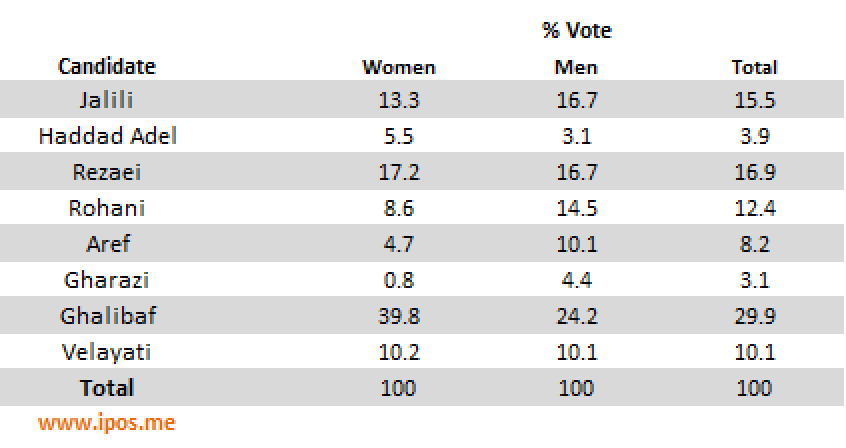 % Vote
Candidate Women Men Total
Jalili 13.3 16.7 15.5
Haddad Adel 5.5 3.1 3.9
Rezaei 17.2 16.7 16.9
Rohani 8.6 14.5 12.4
Aref 4.7 10.1 8.2
Gharazi 0.8 4.4 3.1
Ghalibaf 39.8 24.2 29.9
Velayati 10.2 10.1 10.1
Total 100 100 100
www.ipos.me